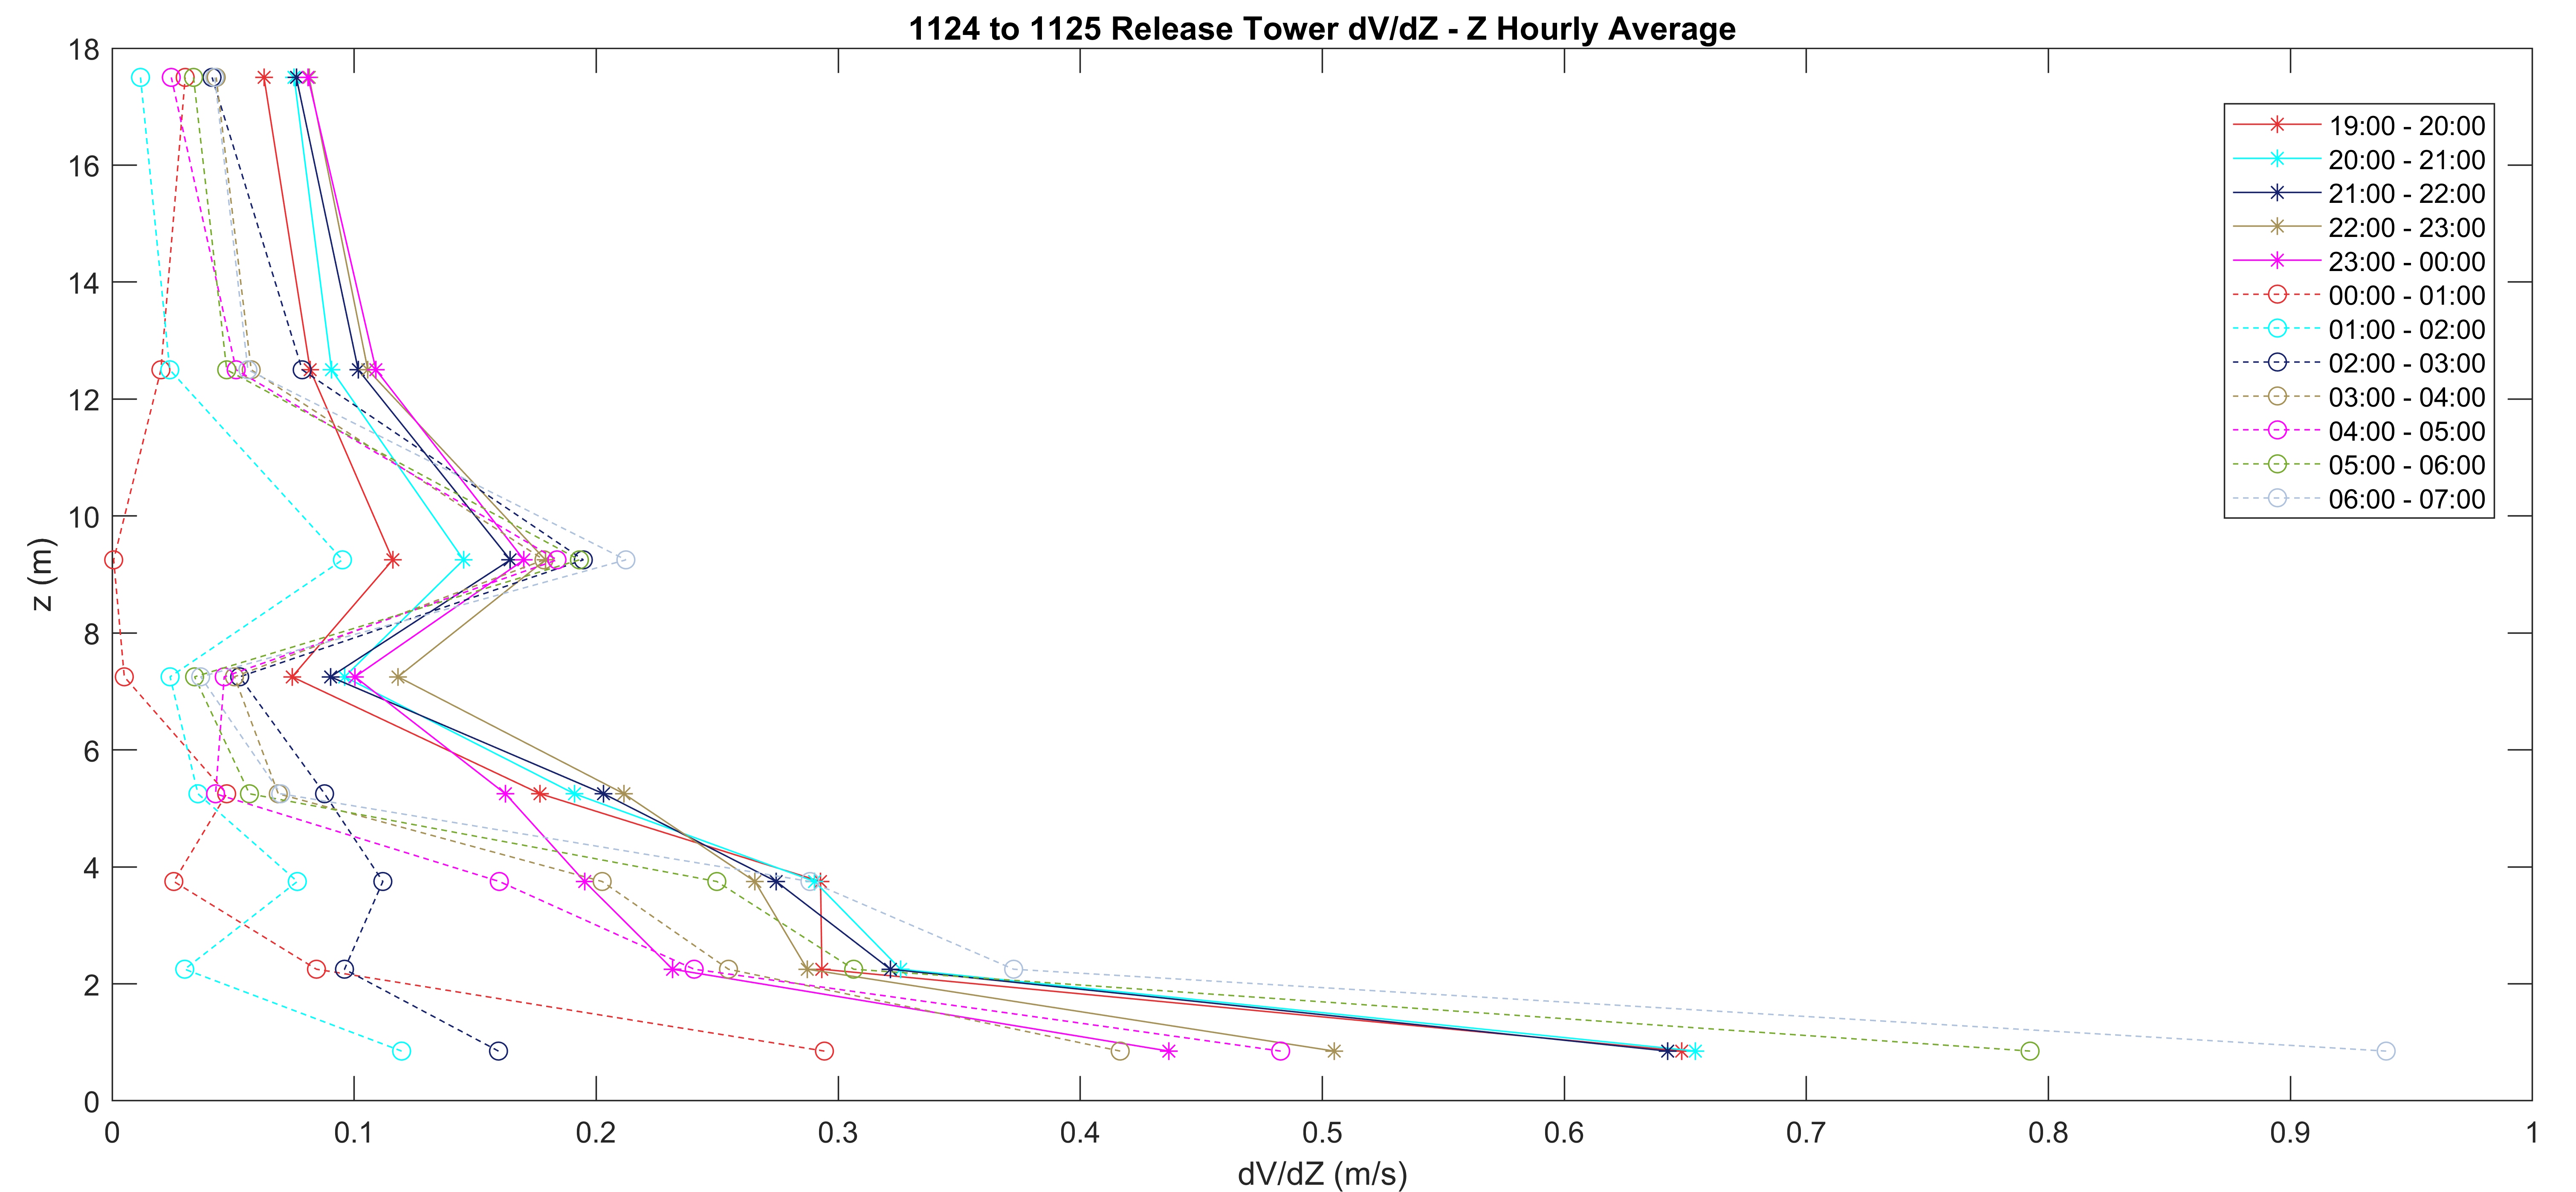 1124 to 1125 Release Tower dV/dZ - Z Hourly Average
18
16
14
12
10
8
6
4
2
0
z (m)
19:00 - 20:00
20:00 - 21:00
21:00 - 22:00
22:00 - 23:00
23:00 - 00:00
00:00 - 01:00
01:00 - 02:00
02:00 - 03:00
03:00 - 04:00
04:00 - 05:00
05:00 - 06:00
06:00 - 07:00
0 0.1 0.2 0.3 0.4 0.5 0.6 0.7 0.8 0.9 1
dV/dZ (m/s)